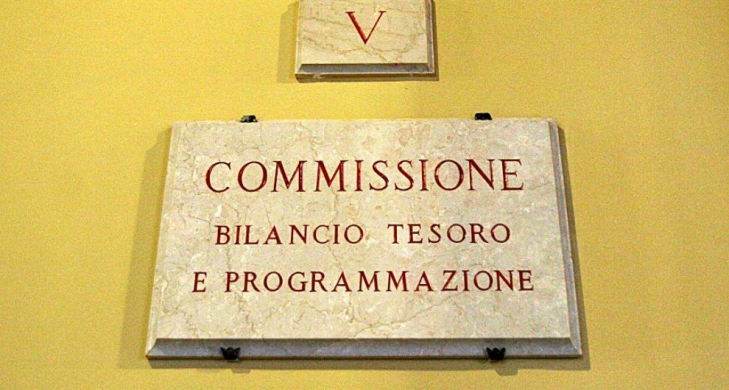 V
COMMISSIONE
BILANCIO TESORO
E PROGRAMMAZIONE